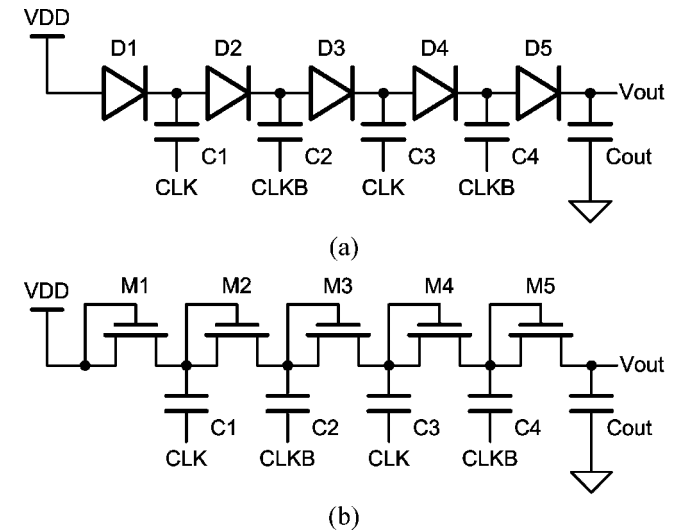 VDD
D1 D2 D3 D4 D5
Vout
C1 C2 C3 C4 Cout
CLK CLKB CLK CLKB
(a)
M1 M2 M3 M4 M5
VDD
Vout
C1 C2 C3 C4 Cout
CLK CLKB CLK CLKB
(b)